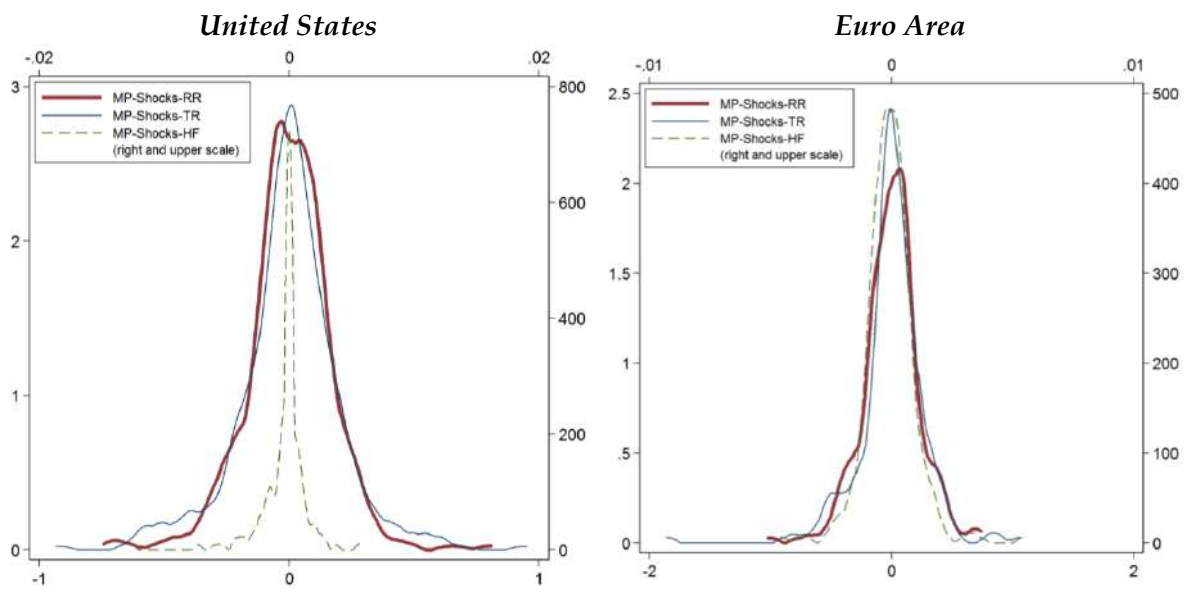 United States
-.02 0 .02
3 800
MP-Shocks-RR
MP-Shocks-TR
MP-Shocks-HF
(right and upper scale)
600
2
400
1
200
0 0
-1 0 1
Euro Area
-.01 0 .01
2.5 500
MP-Shocks-RR
MP-Shocks-TR
MP-Shocks-HF
(right and upper scale)
2 400
1.5 300
1 200
.5 100
0 0
-2 0 2